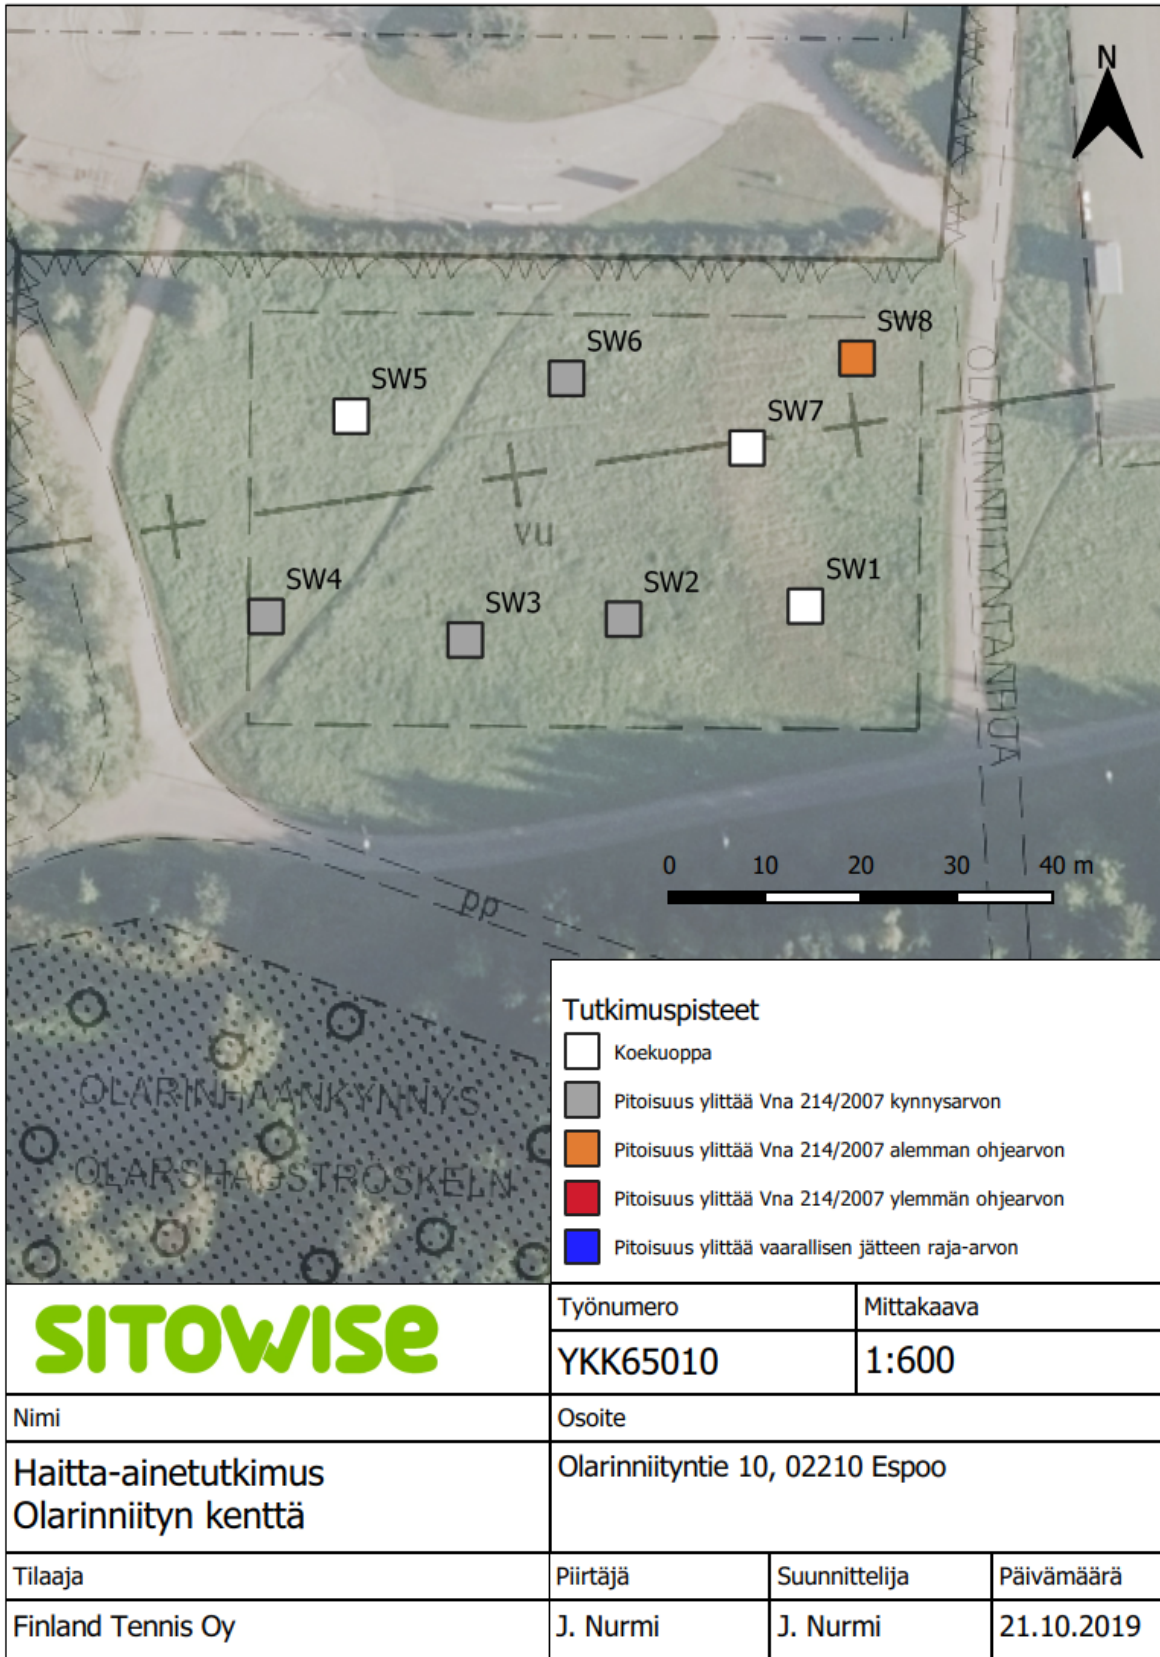 N
SW8
SW6
SW5
SW7
OLARINNIITYNTANHUA
vu
SW4
SW3
SW2
SW1
0 10 20 30 40 m
pp
Tutkimuspisteet
Koekuoppa
Pitoisuus ylittää Vna 214/2007 kynnysarvon
Pitoisuus ylittää Vna 214/2007 alemman ohjearvon
Pitoisuus ylittää Vna 214/2007 ylemmän ohjearvon
Pitoisuus ylittää vaarallisen jätteen raja-arvon
OLARINHAANKYNNYS
OLARSHAGSTRÖSKELN
SITOWISE
Työnumero
Mittakaava
YKK65010
1:600
Nimi
Osoite
Haitta-ainetutkimus
Olarinniityn kenttä
Olarinniityntie 10, 02210 Espoo
Tilaaja
Piirtäjä
Suunnittelija
Päivämäärä
Finland Tennis Oy
J. Nurmi
J. Nurmi
21.10.2019